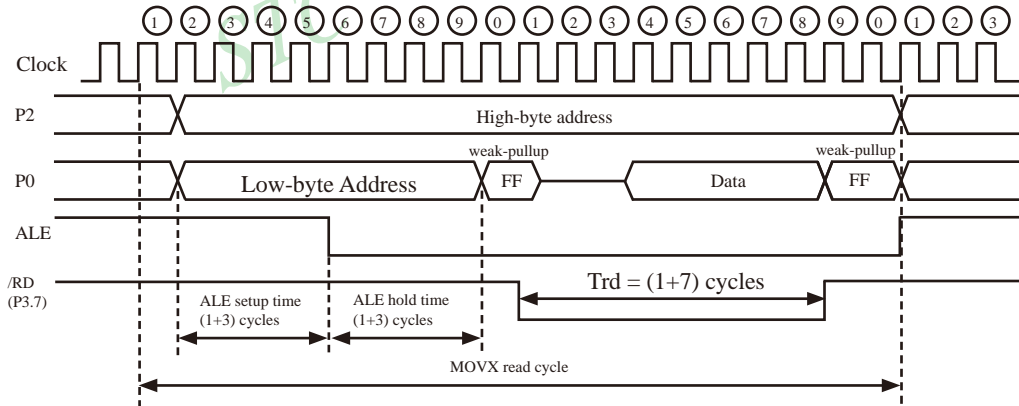 1 2 3 4 5 6 7 8 9 0 1 2 3 4 5 6 7 8 9 0 1 2 3
STC
Clock
P2
High-byte address
weak-pullup
weak-pullup
P0
Low-byte Address
FF
Data
FF
ALE
/RD
(P3.7)
Trd = (1+7) cycles
ALE setup time
(1+3) cycles
ALE hold time
(1+3) cycles
MOVX read cycle